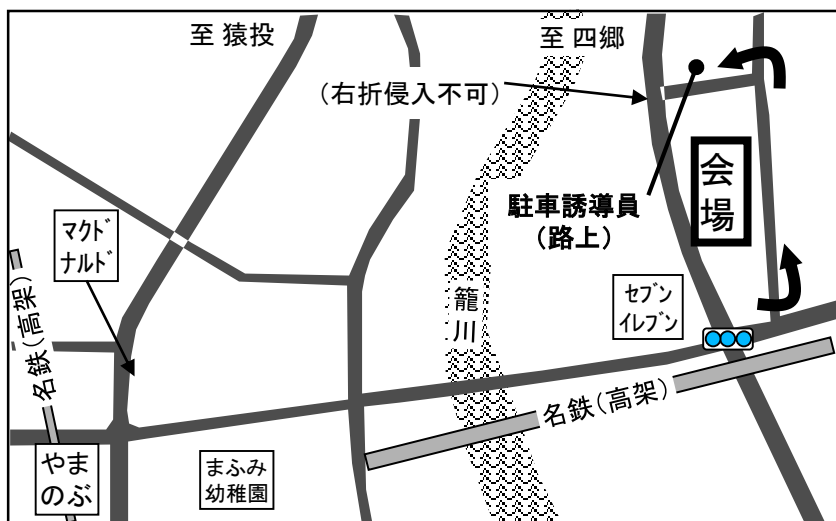 至 猿投
至 四郷
（右折侵入不可）
会
場
駐車誘導員
（路上）
ﾏｸﾄﾞ
ﾅﾙﾄﾞ
名鉄（高架）
籠
川
ｾﾌﾞﾝ
ｲﾚﾌﾞﾝ
名鉄（高架）
やま
のぶ
まふみ
幼稚園